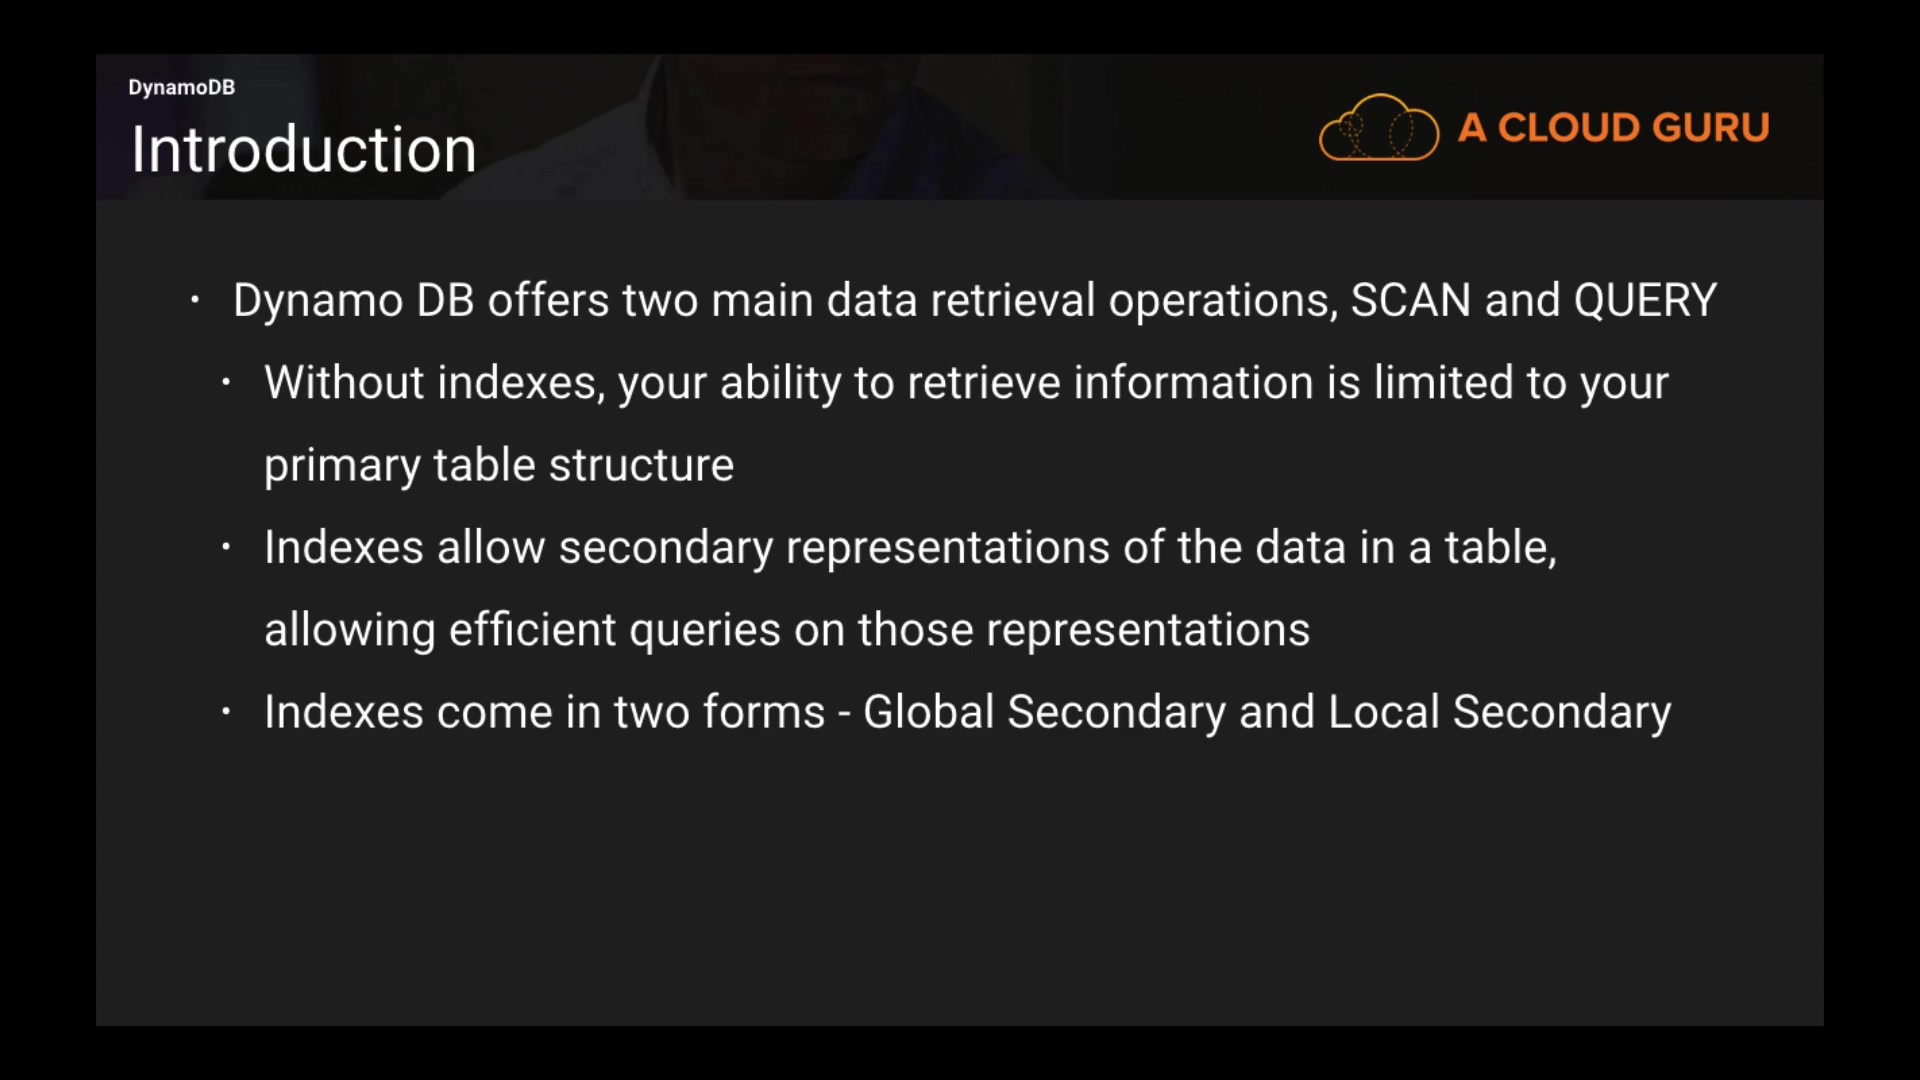 DynamoDB
Introduction
A CLOUD GURU
• Dynamo DB offers two main data retrieval operations, SCAN and QUERY
• Without indexes, your ability to retrieve information is limited to your
primary table structure
• Indexes allow secondary representations of the data in a table,
allowing efficient queries on those representations
• Indexes come in two forms - Global Secondary and Local Secondary